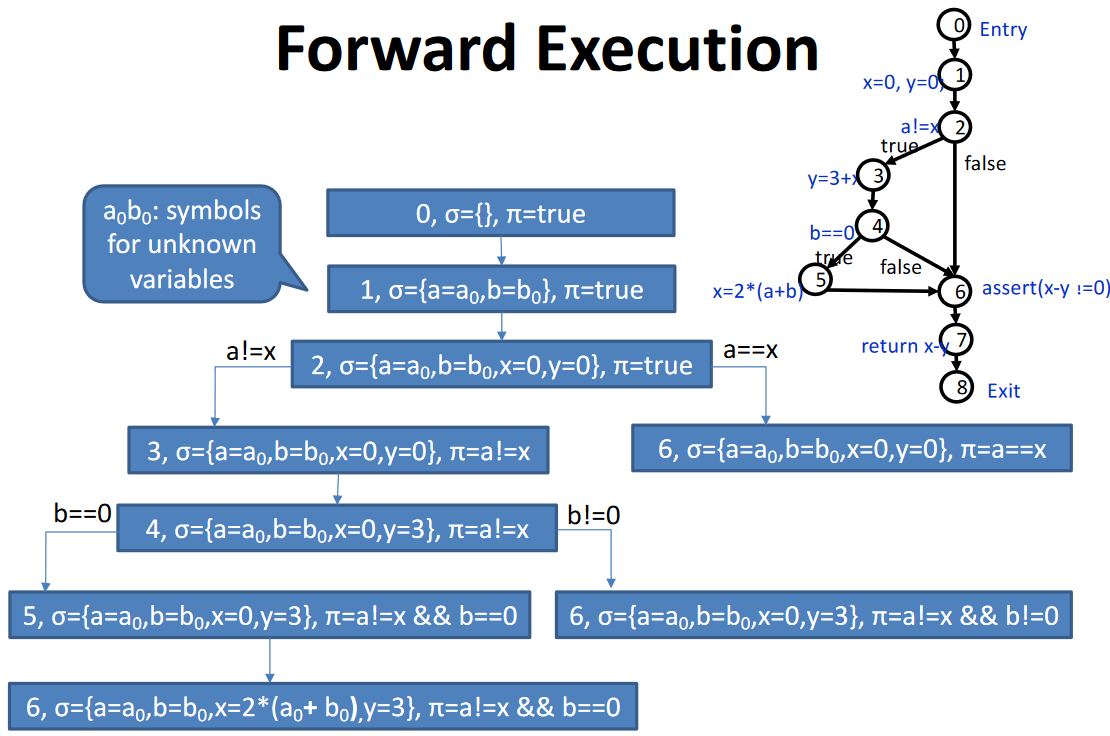 Forward Execution
0
Entry
1
x=0, y=0;
2
a!=x
true
false
3
y=3+x
4
b==0
true
false
5
x=2*(a+b)
6
assert(x-y !=0)
7
return x-y
8
Exit
a₀b₀: symbols
for unknown
variables
0, σ={}, π=true
1, σ={a=a₀,b=b₀}, π=true
a!=x
2, σ={a=a₀,b=b₀,x=0,y=0}, π=true
a==x
3, σ={a=a₀,b=b₀,x=0,y=0}, π=a!=x
6, σ={a=a₀,b=b₀,x=0,y=0}, π=a==x
b==0
4, σ={a=a₀,b=b₀,x=0,y=3}, π=a!=x
b!=0
5, σ={a=a₀,b=b₀,x=0,y=3}, π=a!=x && b==0
6, σ={a=a₀,b=b₀,x=0,y=3}, π=a!=x && b!=0
6, σ={a=a₀,b=b₀,x=2*(a₀+ b₀),y=3}, π=a!=x && b==0